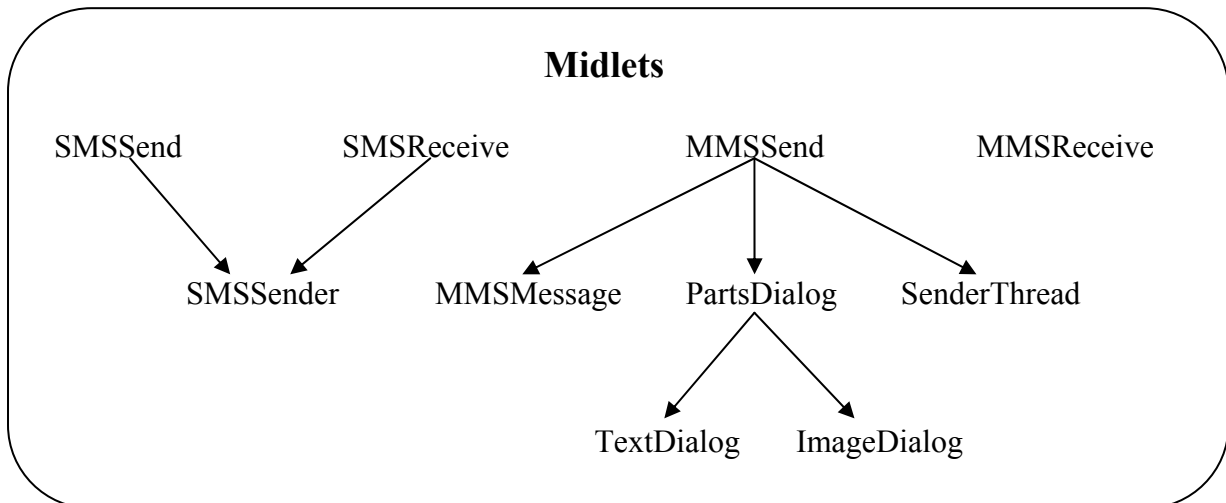 Midlets
SMSSend SMSReceive MMSSend MMSReceive
SMSSender MMSMessage PartsDialog SenderThread
TextDialog ImageDialog